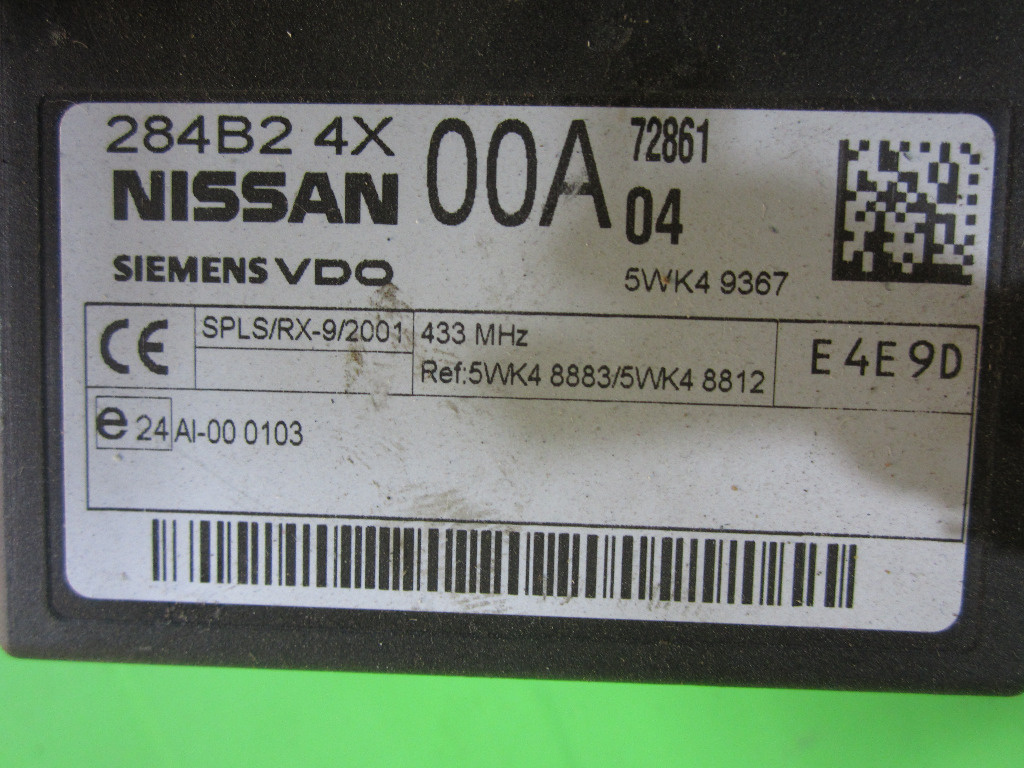 284B2 4X 00A 72861
NISSAN 04
SIEMENS VDO 5WK4 9367
CE SPLS/RX-9/2001 433 MHz E4E9D
Ref:5WK4 8883/5WK4 8812
e 24 AI-00 0103